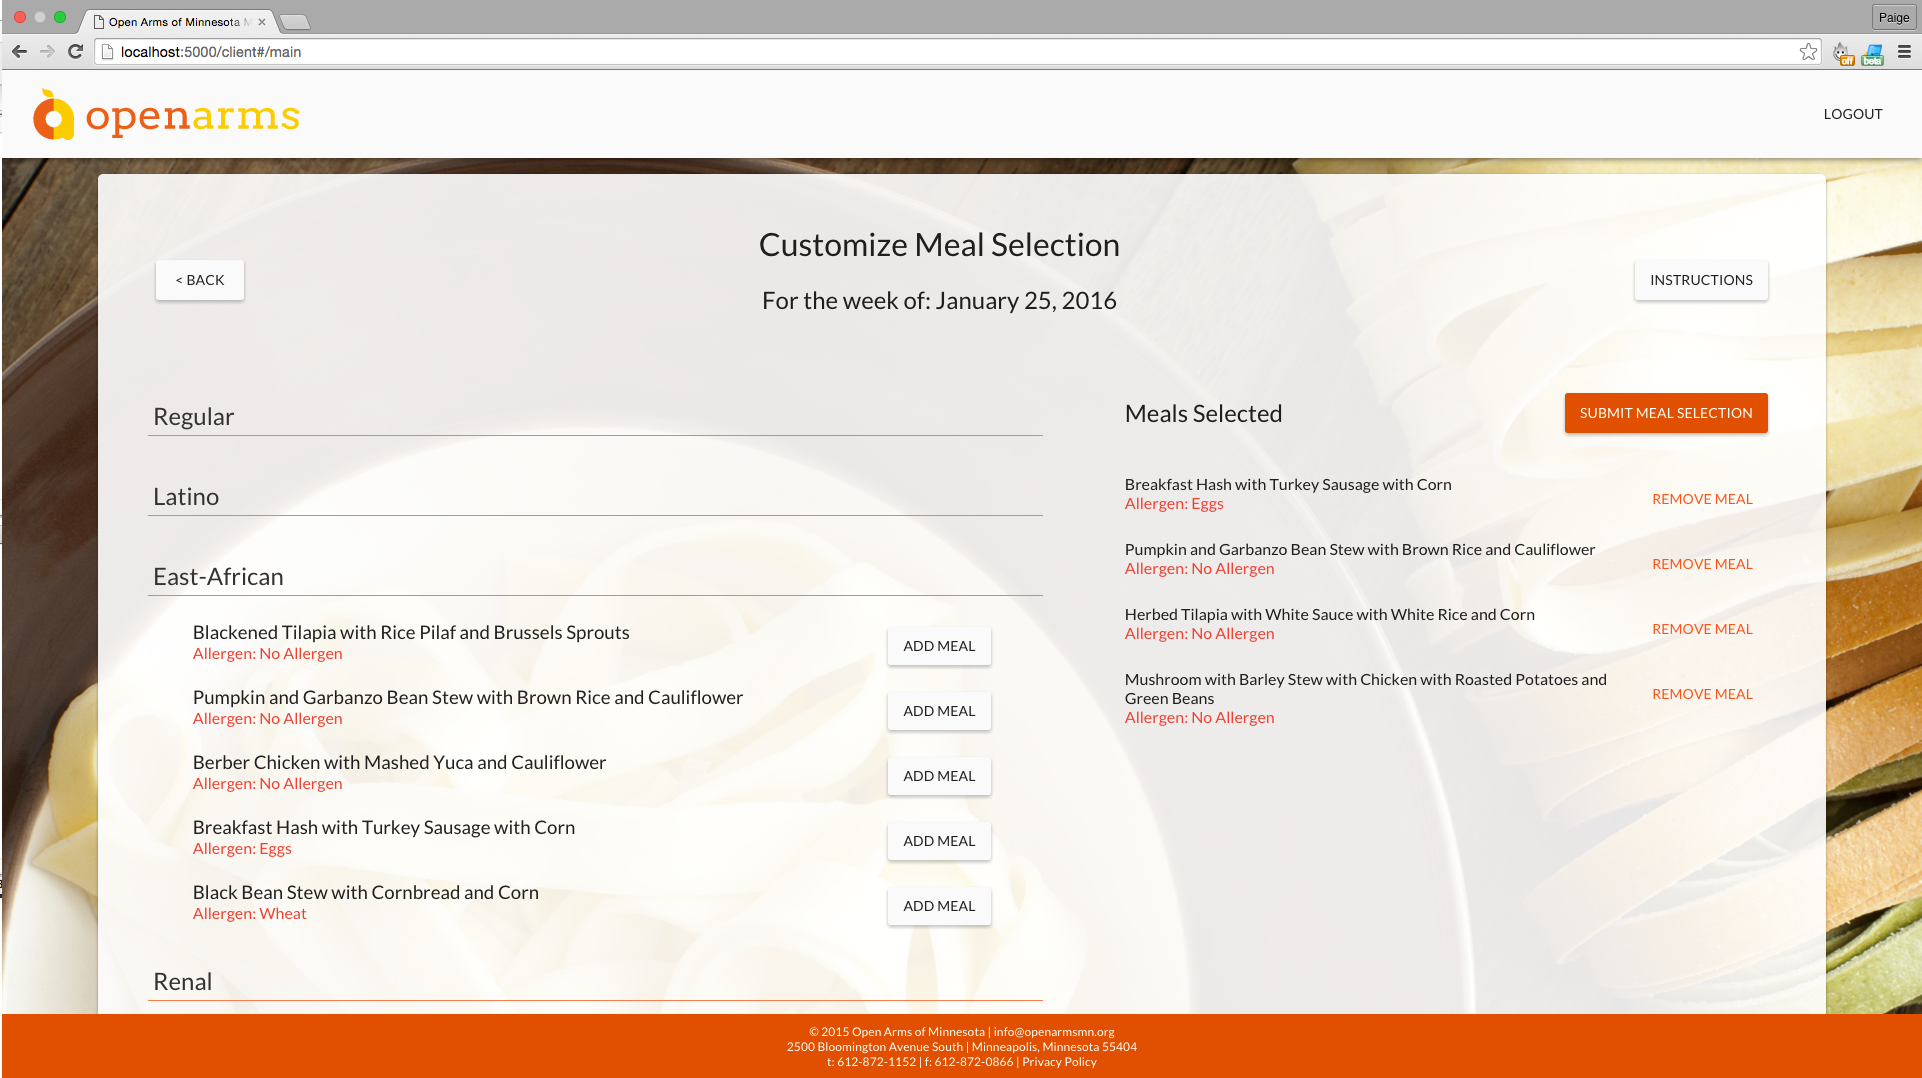 Open Arms of Minnesota M
Paige
localhost:5000/client#/main
off
beta
openarms
LOGOUT
Customize Meal Selection
< BACK
INSTRUCTIONS
For the week of: January 25, 2016
Regular
Latino
East-African
Blackened Tilapia with Rice Pilaf and Brussels Sprouts
Allergen: No Allergen
ADD MEAL
Pumpkin and Garbanzo Bean Stew with Brown Rice and Cauliflower
Allergen: No Allergen
ADD MEAL
Berber Chicken with Mashed Yuca and Cauliflower
Allergen: No Allergen
ADD MEAL
Breakfast Hash with Turkey Sausage with Corn
Allergen: Eggs
ADD MEAL
Black Bean Stew with Cornbread and Corn
Allergen: Wheat
ADD MEAL
Renal
Meals Selected
SUBMIT MEAL SELECTION
Breakfast Hash with Turkey Sausage with Corn
Allergen: Eggs
REMOVE MEAL
Pumpkin and Garbanzo Bean Stew with Brown Rice and Cauliflower
Allergen: No Allergen
REMOVE MEAL
Herbed Tilapia with White Sauce with White Rice and Corn
Allergen: No Allergen
REMOVE MEAL
Mushroom with Barley Stew with Chicken with Roasted Potatoes and
Green Beans
Allergen: No Allergen
REMOVE MEAL
© 2015 Open Arms of Minnesota | info@openarmsmn.org
2500 Bloomington Avenue South | Minneapolis, Minnesota 55404
t: 612-872-1152 | f: 612-872-0866 | Privacy Policy